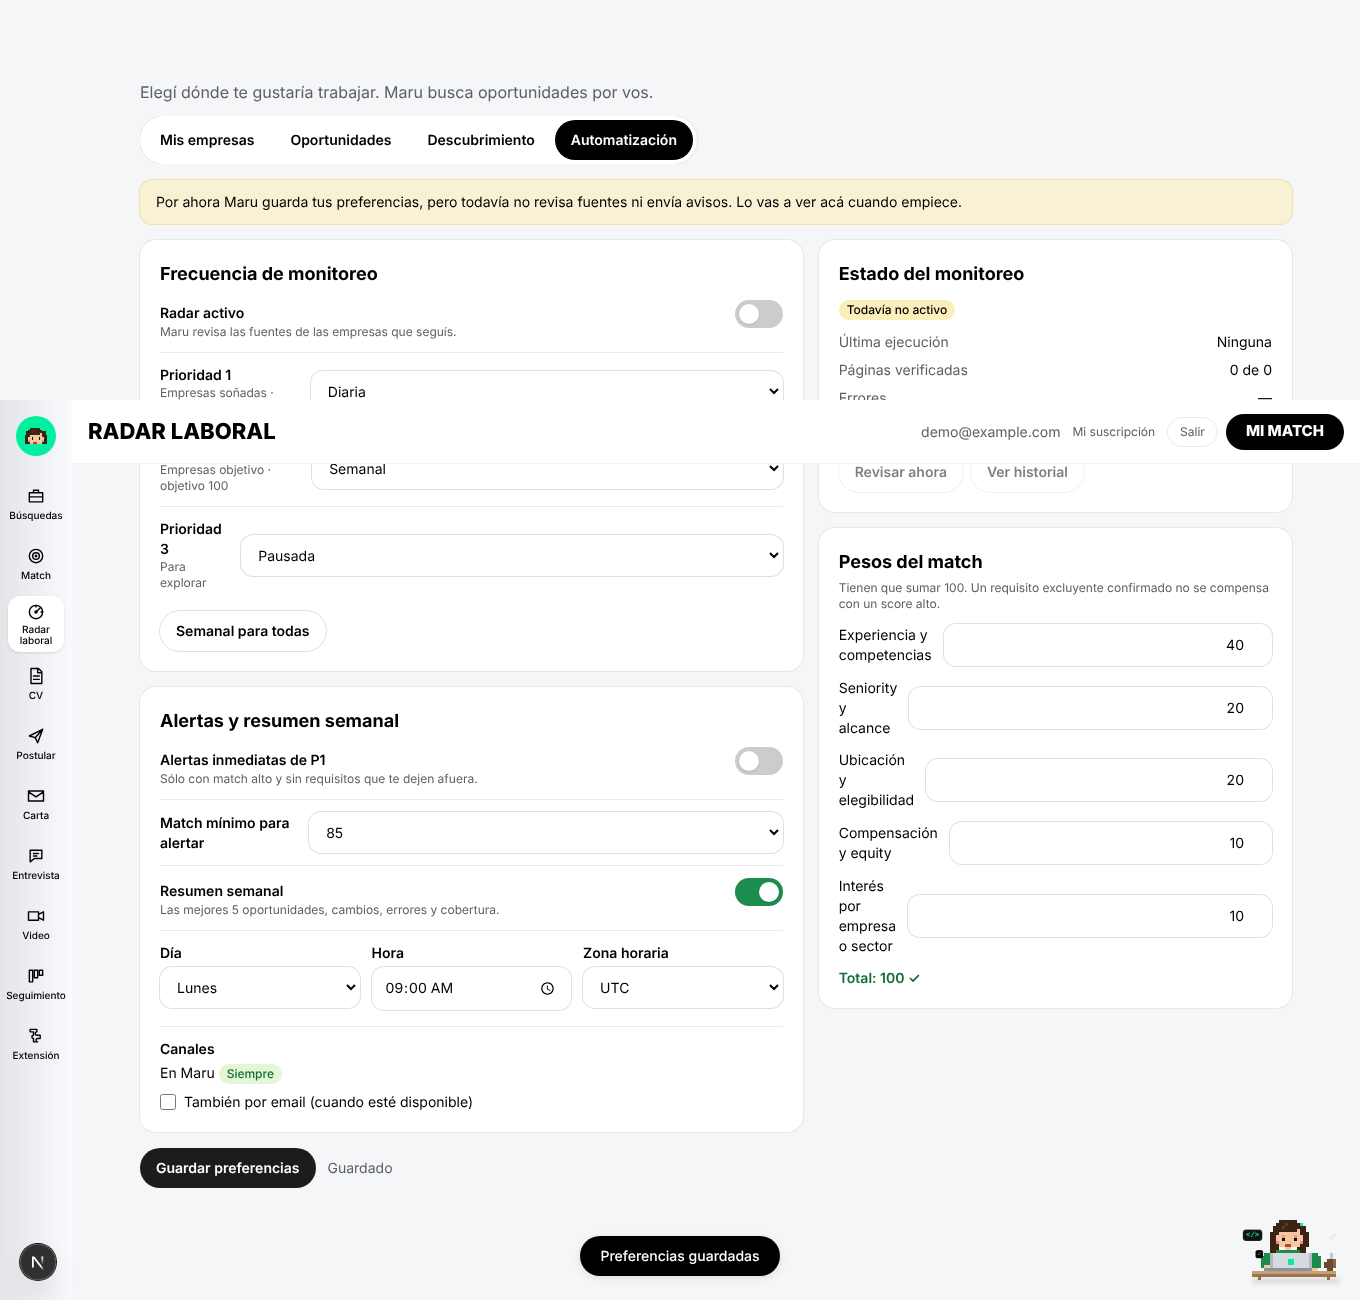 Elegí dónde te gustaría trabajar. Maru busca oportunidades por vos.
Mis empresas
Oportunidades
Descubrimiento
Automatización
Por ahora Maru guarda tus preferencias, pero todavía no revisa fuentes ni envía avisos. Lo vas a ver acá cuando empiece.
Frecuencia de monitoreo
Radar activo
Maru revisa las fuentes de las empresas que seguís.
Prioridad 1
Empresas soñadas ·
Diaria
Estado del monitoreo
Todavía no activo
Última ejecución
Ninguna
Páginas verificadas
0 de 0
Errores
—
RADAR LABORAL
demo@example.com
Mi suscripción
Salir
MI MATCH
Búsquedas
Match
Radar
laboral
CV
Postular
Carta
Entrevista
Video
Seguimiento
Extensión
Empresas objetivo ·
objetivo 100
Semanal
Prioridad
3
Para
explorar
Pausada
Semanal para todas
Revisar ahora
Ver historial
Alertas y resumen semanal
Alertas inmediatas de P1
Sólo con match alto y sin requisitos que te dejen afuera.
Match mínimo para
alertar
85
Resumen semanal
Las mejores 5 oportunidades, cambios, errores y cobertura.
Día
Lunes
Hora
09:00 AM
Zona horaria
UTC
Canales
En Maru
Siempre
También por email (cuando esté disponible)
Pesos del match
Tienen que sumar 100. Un requisito excluyente confirmado no se compensa
con un score alto.
Experiencia y
competencias
40
Seniority
y
alcance
20
Ubicación
y
elegibilidad
20
Compensación
y equity
10
Interés
por
empresa
o sector
10
Total: 100 ✓
Guardar preferencias
Guardado
Preferencias guardadas
N
</>